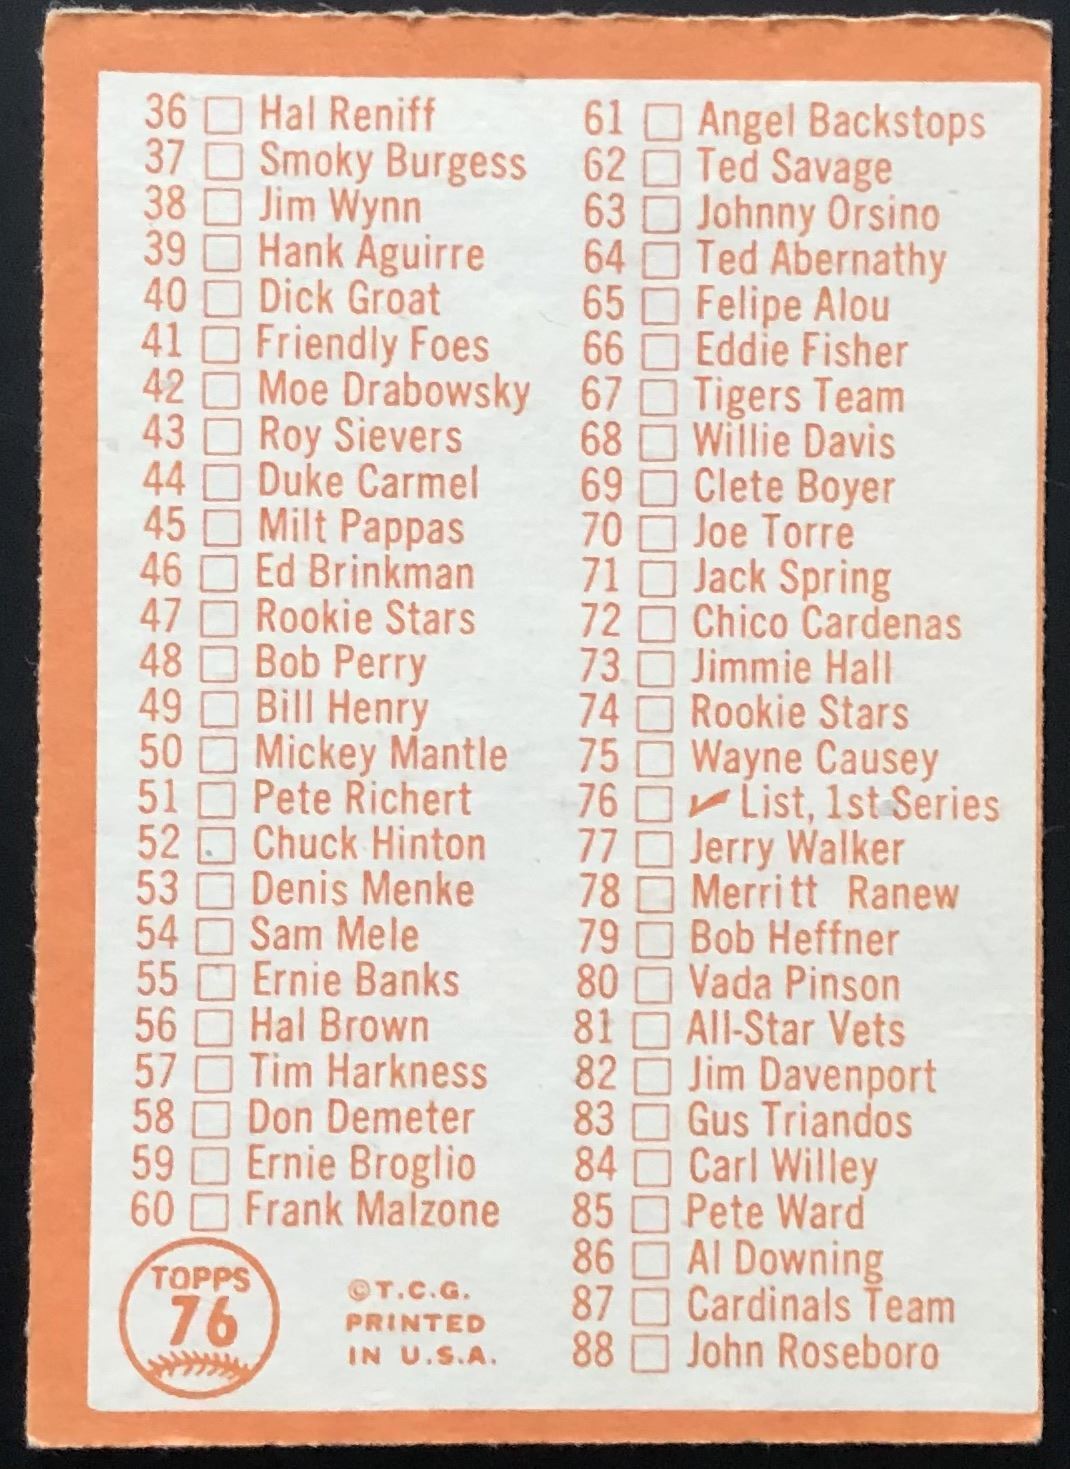 36 Hal Reniff
37 Smoky Burgess
38 Jim Wynn
39 Hank Aguirre
40 Dick Groat
41 Friendly Foes
42 Moe Drabowsky
43 Roy Sievers
44 Duke Carmel
45 Milt Pappas
46 Ed Brinkman
47 Rookie Stars
48 Bob Perry
49 Bill Henry
50 Mickey Mantle
51 Pete Richert
52 Chuck Hinton
53 Denis Menke
54 Sam Mele
55 Ernie Banks
56 Hal Brown
57 Tim Harkness
58 Don Demeter
59 Ernie Broglio
60 Frank Malzone
TOPPS
76
©T.C.G.
PRINTED
IN U.S.A.
61 Angel Backstops
62 Ted Savage
63 Johnny Orsino
64 Ted Abernathy
65 Felipe Alou
66 Eddie Fisher
67 Tigers Team
68 Willie Davis
69 Clete Boyer
70 Joe Torre
71 Jack Spring
72 Chico Cardenas
73 Jimmie Hall
74 Rookie Stars
75 Wayne Causey
76 ✓ List, 1st Series
77 Jerry Walker
78 Merritt Ranew
79 Bob Heffner
80 Vada Pinson
81 All-Star Vets
82 Jim Davenport
83 Gus Triandos
84 Carl Willey
85 Pete Ward
86 Al Downing
87 Cardinals Team
88 John Roseboro